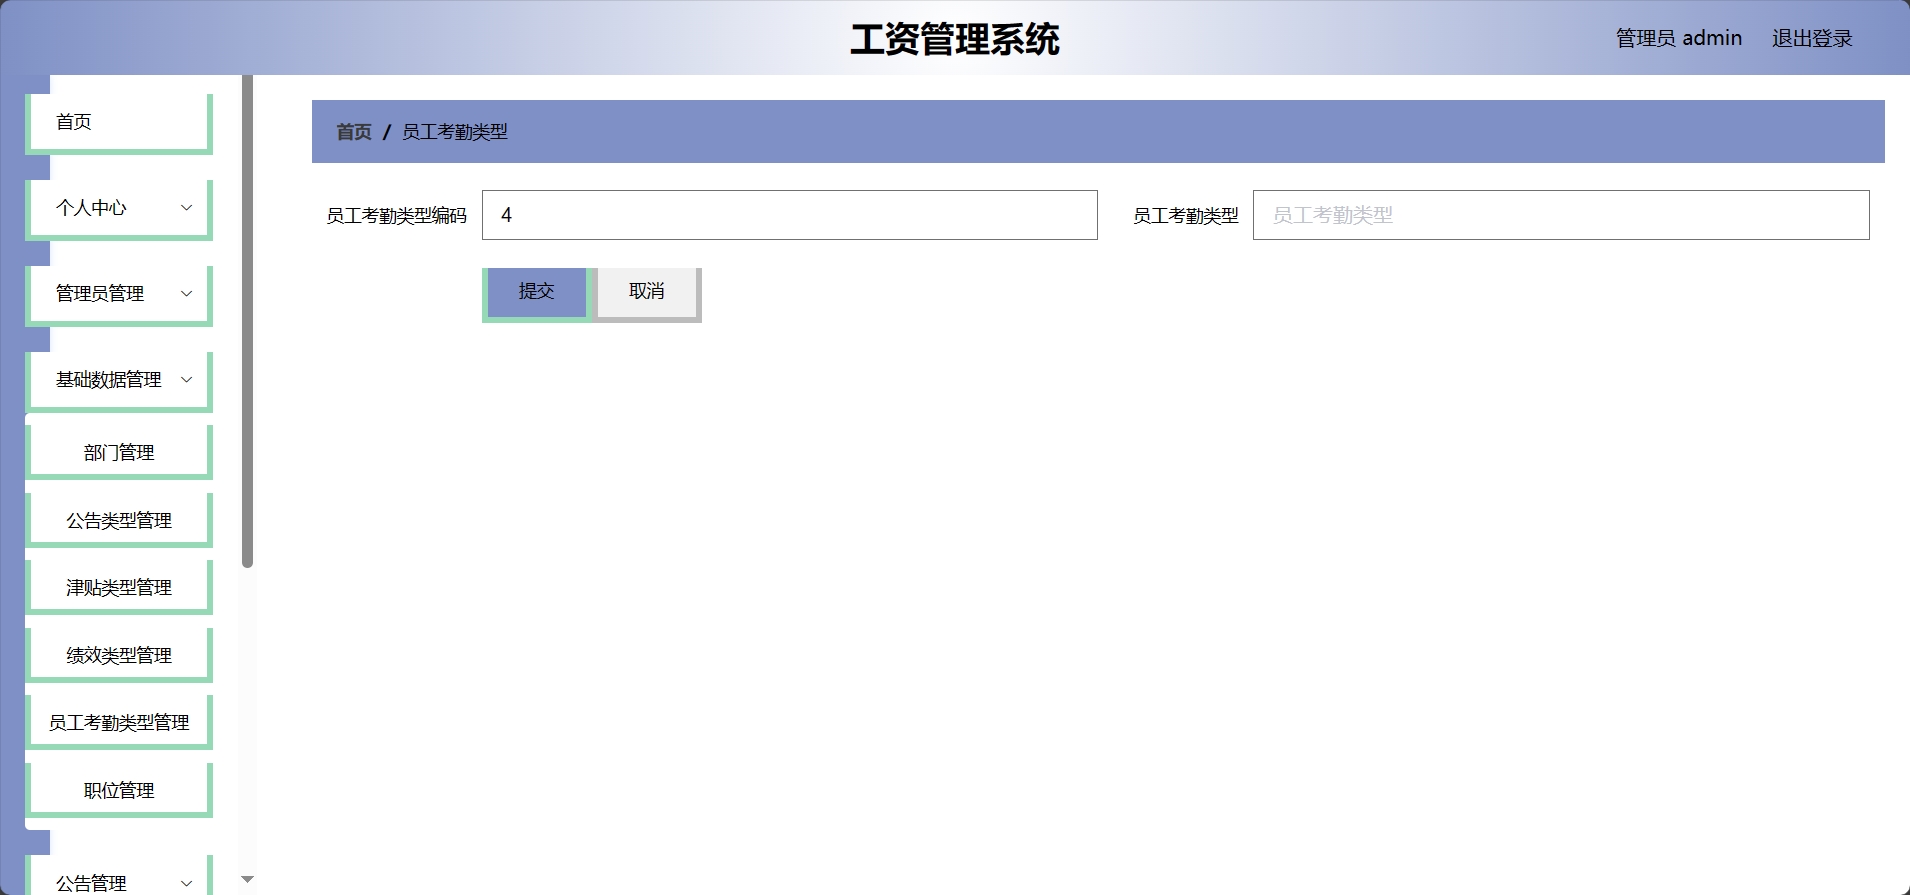 工资管理系统
管理员 admin 退出登录
首页
个人中心
管理员管理
基础数据管理
部门管理
公告类型管理
津贴类型管理
绩效类型管理
员工考勤类型管理
职位管理
公告管理
首页 / 员工考勤类型
员工考勤类型编码 4 员工考勤类型 员工考勤类型
提交 取消